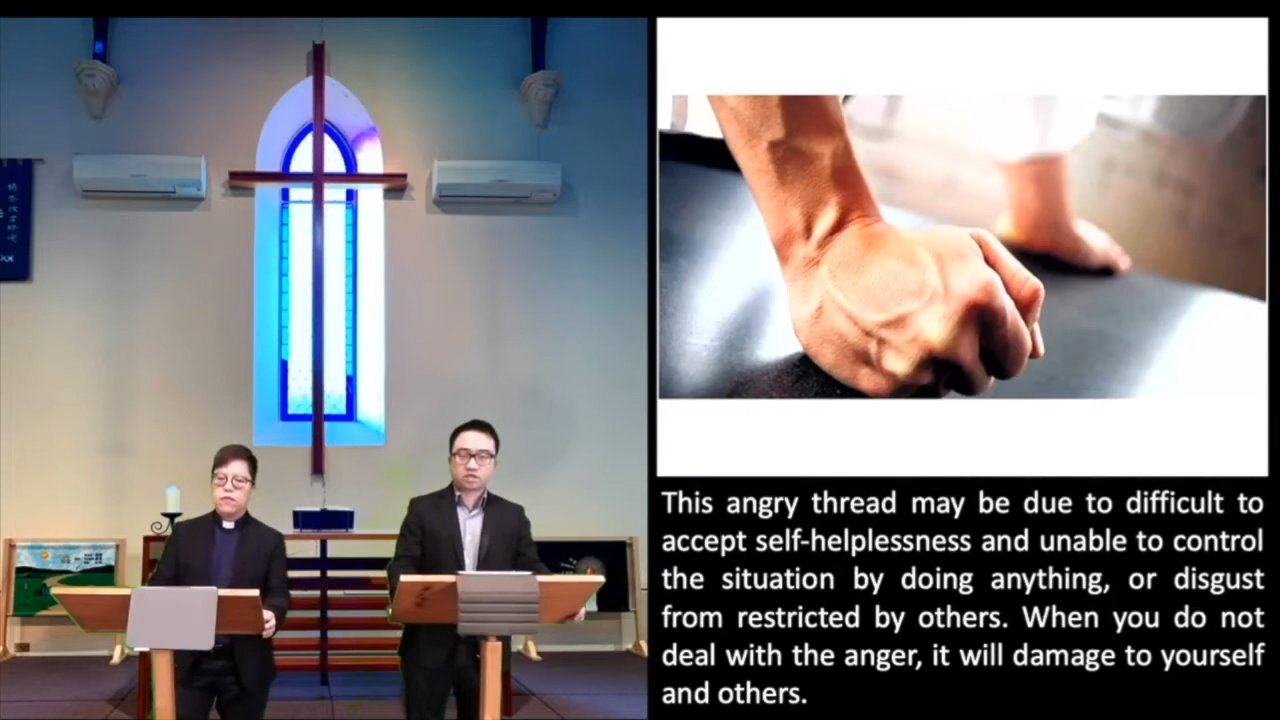 This angry thread may be due to difficult to
accept self-helplessness and unable to control
the situation by doing anything, or disgust
from restricted by others. When you do not
deal with the anger, it will damage to yourself
and others.